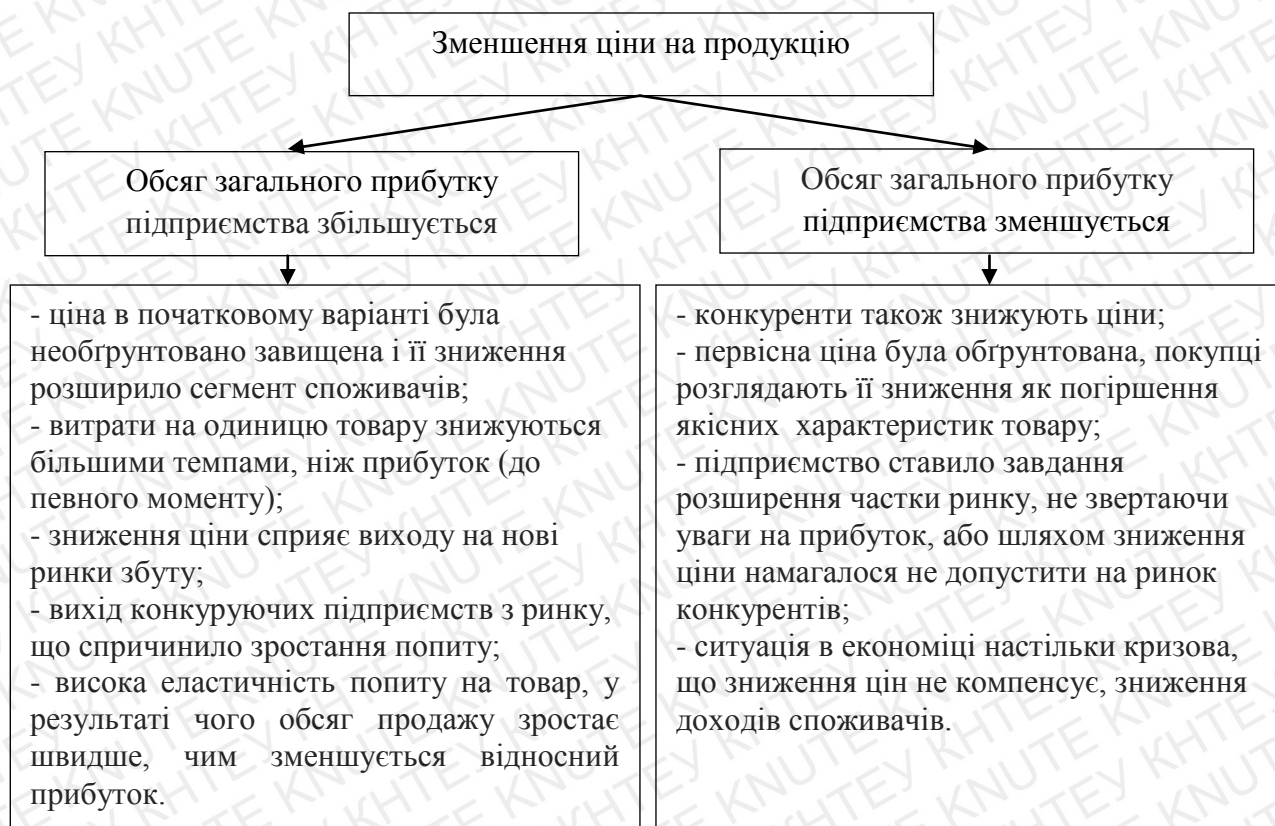 Зменшення ціни на продукцію
Обсяг загального прибутку
підприємства збільшується
Обсяг загального прибутку
підприємства зменшується
- ціна в початковому варіанті була
необґрунтовано завищена і її зниження
розширило сегмент споживачів;
- витрати на одиницю товару знижуються
більшими темпами, ніж прибуток (до
певного моменту);
- зниження ціни сприяє виходу на нові
ринки збуту;
- вихід конкуруючих підприємств з ринку,
що спричинило зростання попиту;
- висока еластичність попиту на товар, у
результаті чого обсяг продажу зростає
швидше, чим зменшується відносний
прибуток.
- конкуренти також знижують ціни;
- первісна ціна була обґрунтована, покупці
розглядають її зниження як погіршення
якісних характеристик товару;
- підприємство ставило завдання
розширення частки ринку, не звертаючи
уваги на прибуток, або шляхом зниження
ціни намагалося не допустити на ринок
конкурентів;
- ситуація в економіці настільки кризова,
що зниження цін не компенсує, зниження
доходів споживачів.